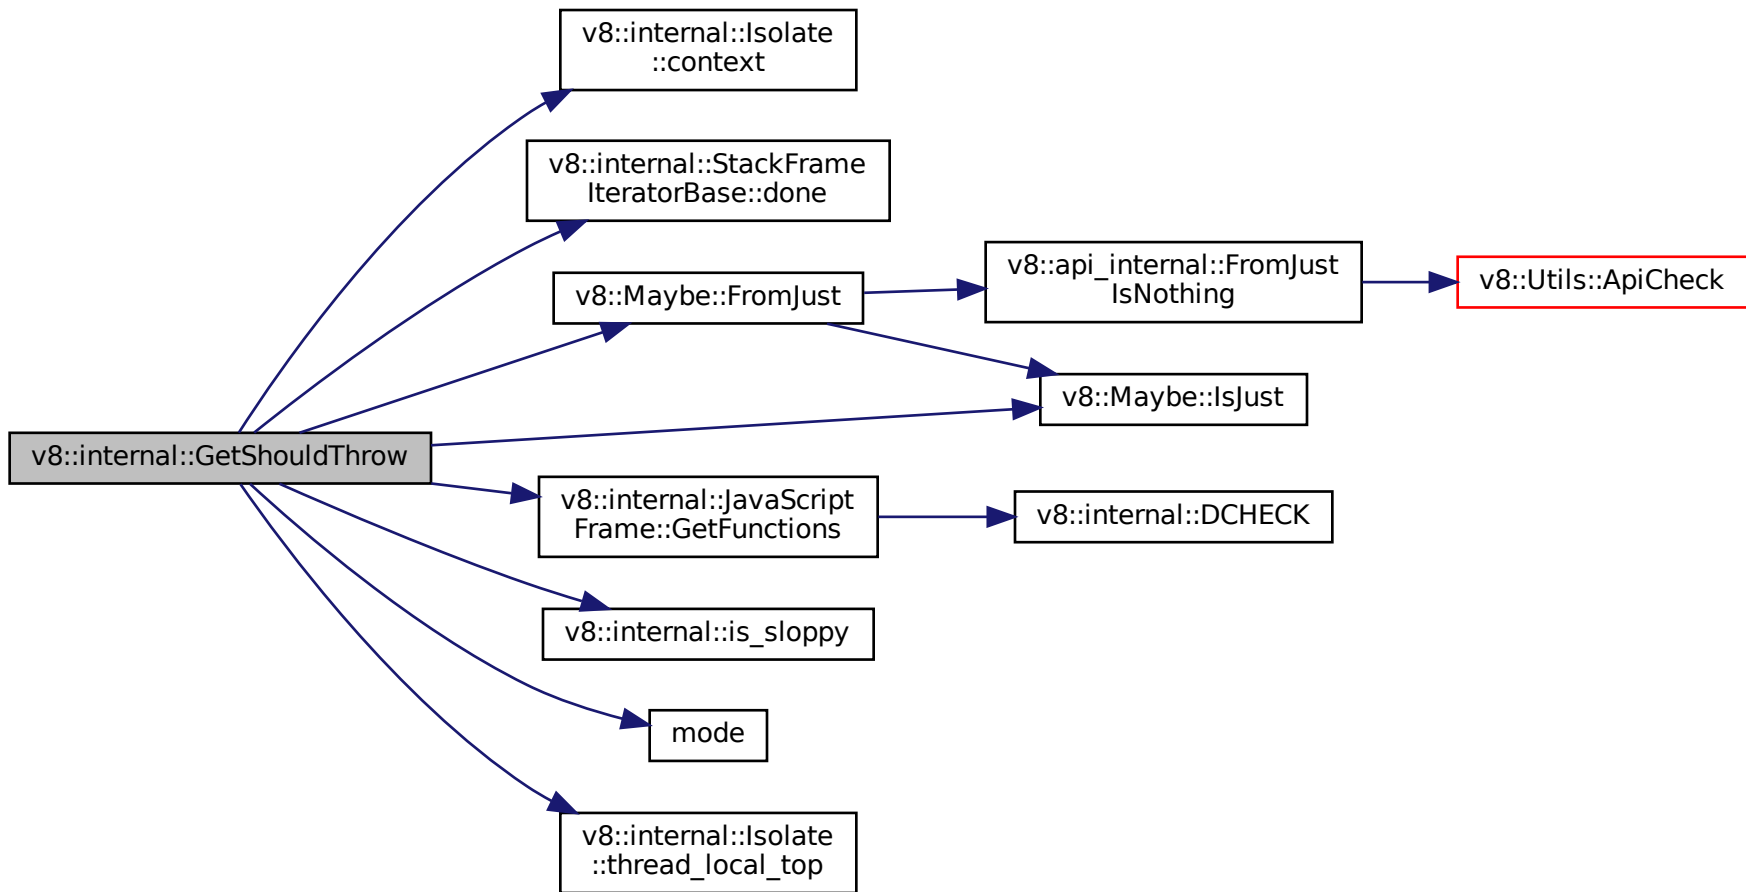 v8::internal::Isolate
::context
v8::internal::StackFrame
IteratorBase::done
v8::Maybe::FromJust
v8::api_internal::FromJust
IsNothing
v8::Utils::ApiCheck
v8::Maybe::IsJust
v8::internal::GetShouldThrow
v8::internal::JavaScript
Frame::GetFunctions
v8::internal::DCHECK
v8::internal::is_sloppy
mode
v8::internal::Isolate
::thread_local_top